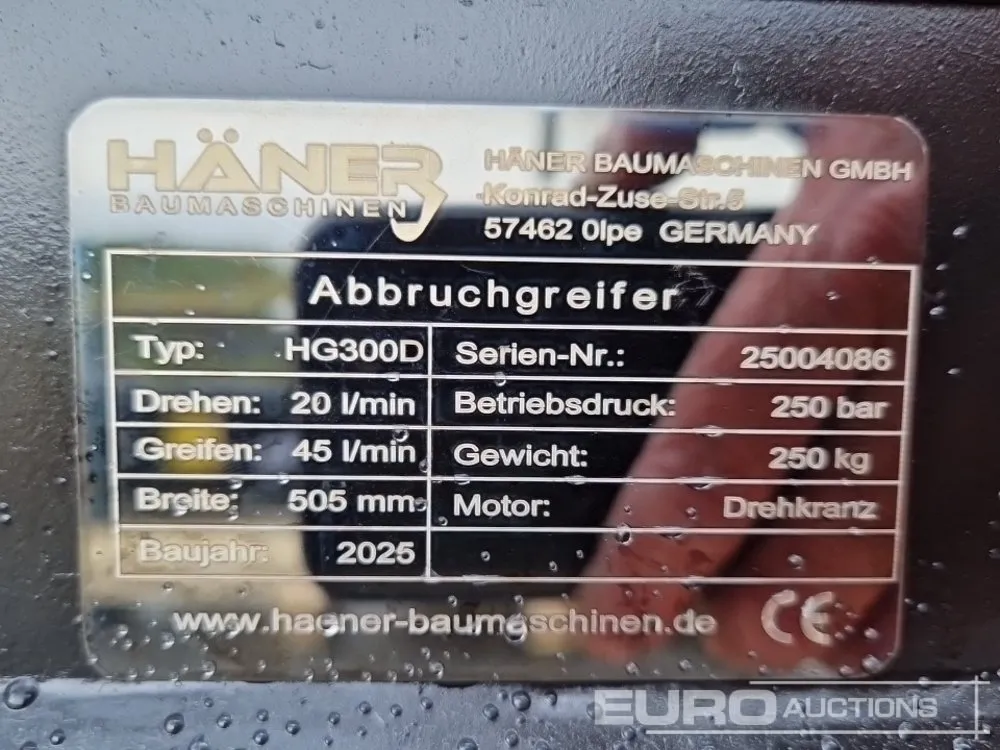 HÄNER
BAUMASCHINEN
HÄNER BAUMASCHINEN GMBH
Konrad-Zuse-Str.5
57462 Olpe GERMANY
Abbruchgreifer
Typ: HG300D Serien-Nr.: 25004086
Drehen: 20 l/min Betriebsdruck: 250 bar
Greifen: 45 l/min Gewicht: 250 kg
Breite: 505 mm Motor: Drehkranz
Baujahr: 2025
www.haener-baumaschinen.de CE
EURO AUCTIONS